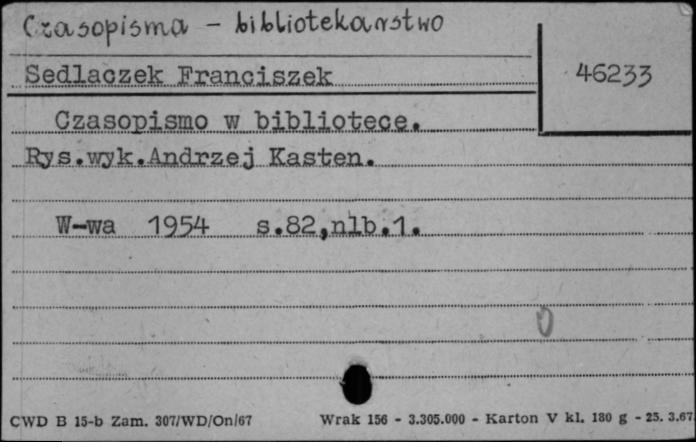 Czasopisma - bibliotekarstwo
Sedlaczek Franciszek
46233
Czasopismo w bibliotece.
Rys.wyk.Andrzej Kasten.
W-wa 1954 s.82,nlb.1.
CWD B 15-b Zam. 307/WD/On/67 Wrak 156 - 3.305.000 - Karton V kl. 180 g - 25. 3.67